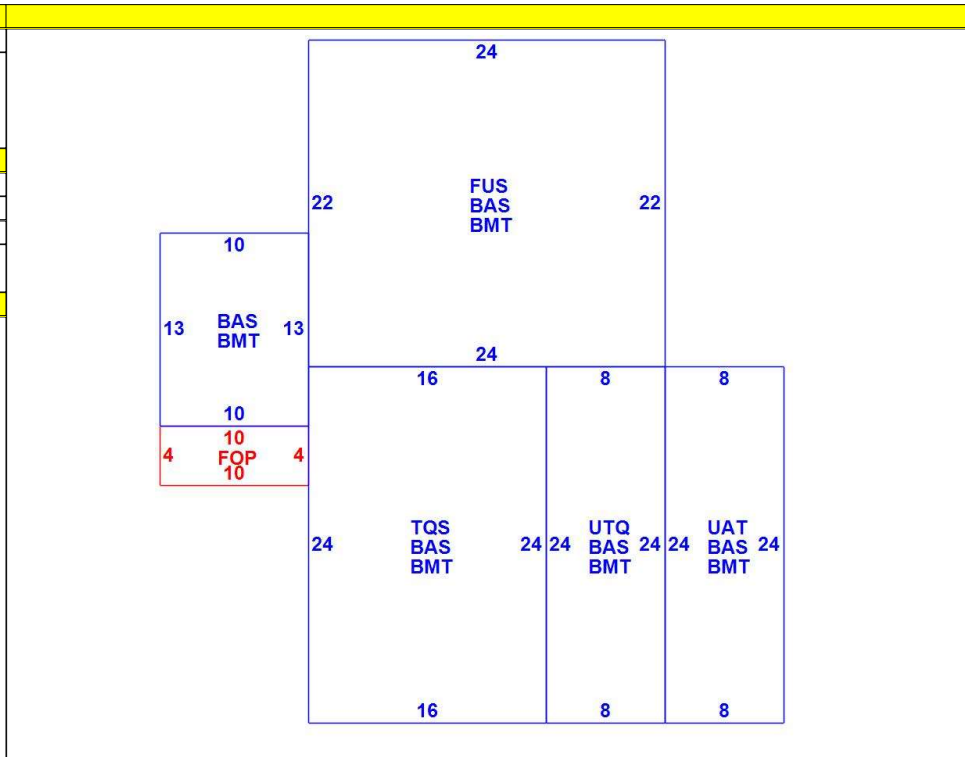 24
FUS
BAS
BMT
22 22
10
13 BAS 13
BMT
24
16 8 8
10
10
4 FOP 4
10
TQS UTQ UAT
24 BAS 24 24 BAS 24 24 BAS 24
BMT BMT BMT
16 8 8